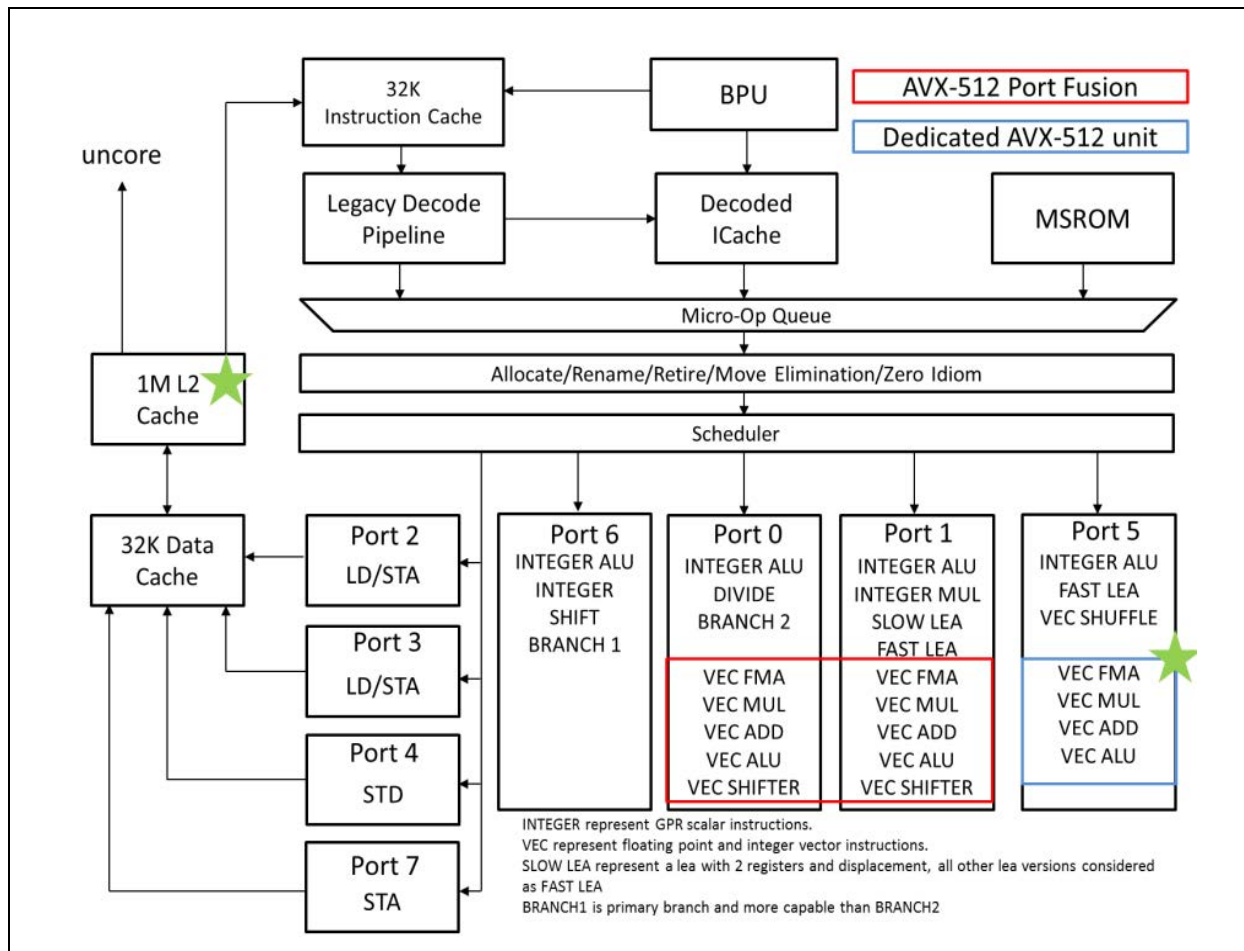 32K
Instruction Cache
BPU
AVX-512 Port Fusion
Dedicated AVX-512 unit
uncore
Legacy Decode
Pipeline
Decoded
ICache
MSROM
Micro-Op Queue
1M L2
Cache
Allocate/Rename/Retire/Move Elimination/Zero Idiom
Scheduler
32K Data
Cache
Port 2
LD/STA
Port 3
LD/STA
Port 4
STD
Port 7
STA
Port 6
INTEGER ALU
INTEGER
SHIFT
BRANCH 1
Port 0
INTEGER ALU
DIVIDE
BRANCH 2
VEC FMA
VEC MUL
VEC ADD
VEC ALU
VEC SHIFTER
Port 1
INTEGER ALU
INTEGER MUL
SLOW LEA
FAST LEA
VEC FMA
VEC MUL
VEC ADD
VEC ALU
VEC SHIFTER
Port 5
INTEGER ALU
FAST LEA
VEC SHUFFLE
VEC FMA
VEC MUL
VEC ADD
VEC ALU
INTEGER represent GPR scalar instructions.
VEC represent floating point and integer vector instructions.
SLOW LEA represent a lea with 2 registers and displacement, all other lea versions considered
as FAST LEA
BRANCH1 is primary branch and more capable than BRANCH2